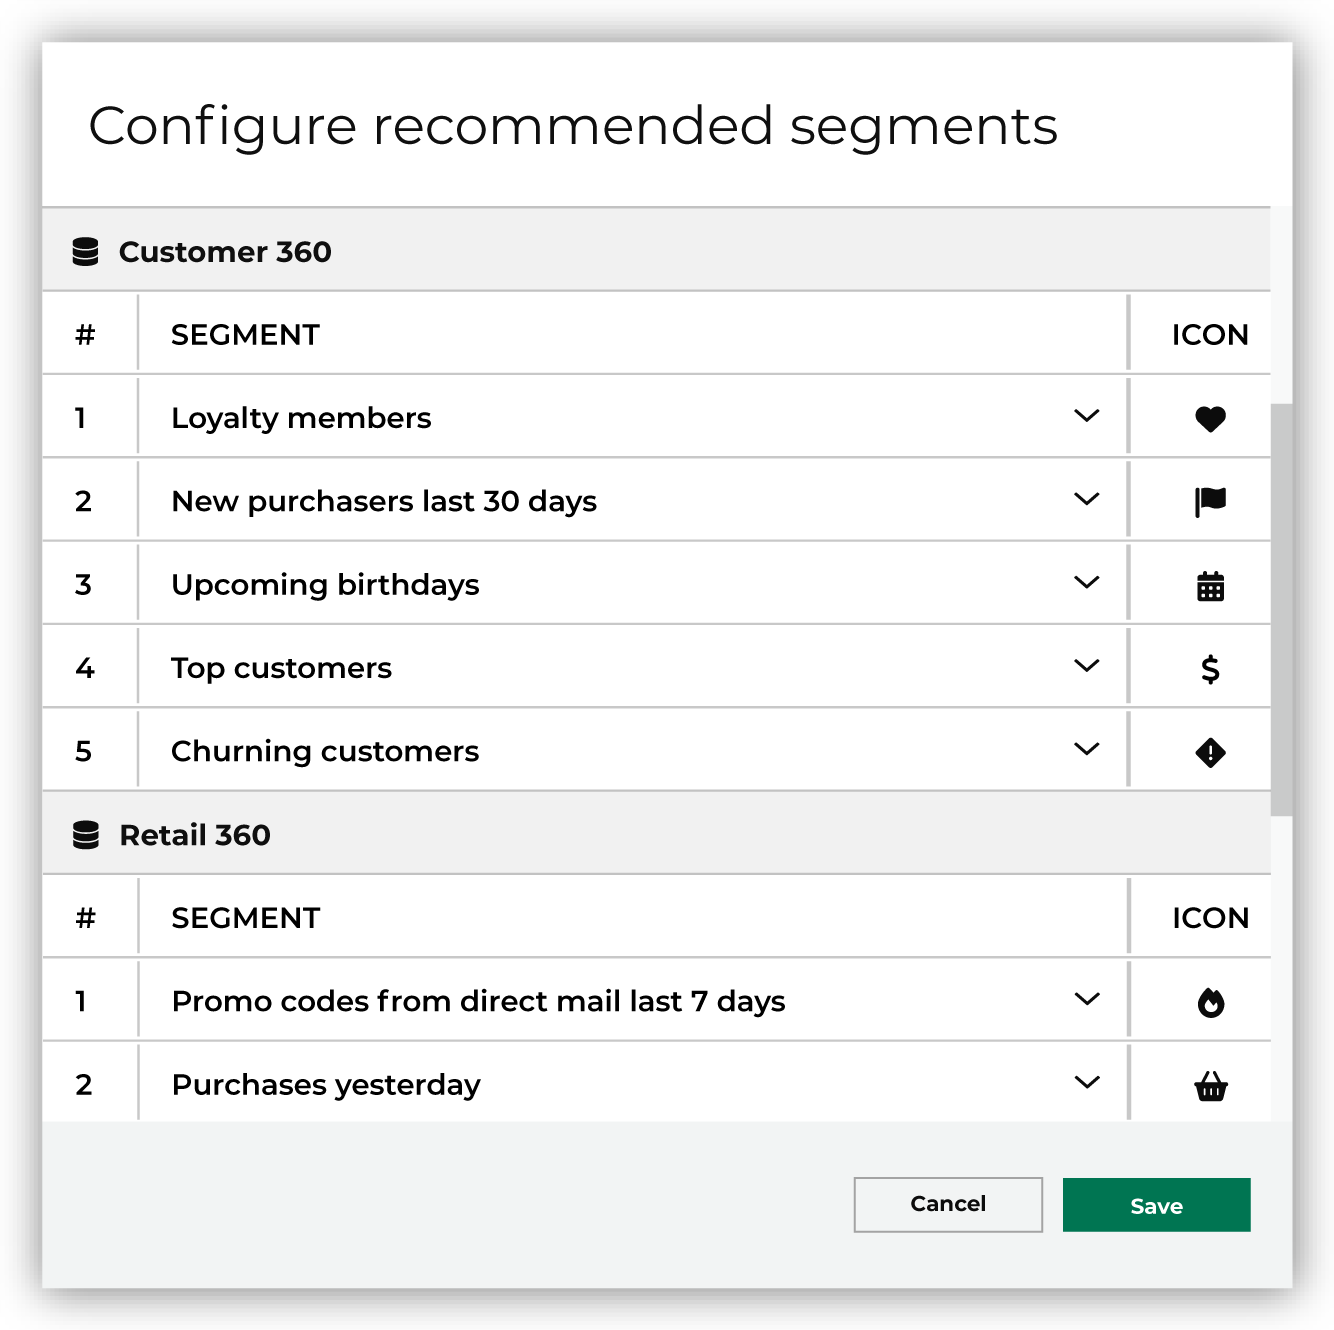 Configure recommended segments
Customer 360
# SEGMENT ICON
1 Loyalty members
2 New purchasers last 30 days
3 Upcoming birthdays
4 Top customers $
5 Churning customers
Retail 360
# SEGMENT ICON
1 Promo codes from direct mail last 7 days
2 Purchases yesterday
Cancel Save